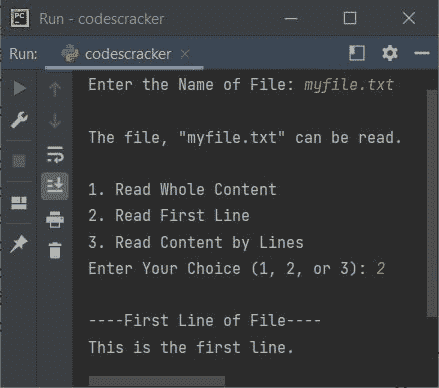 PC
Run - codescracker
Run: codescracker
Enter the Name of File: myfile.txt
The file, "myfile.txt" can be read.
1. Read Whole Content
2. Read First Line
3. Read Content by Lines
Enter Your Choice (1, 2, or 3): 2
----First Line of File----
This is the first line.